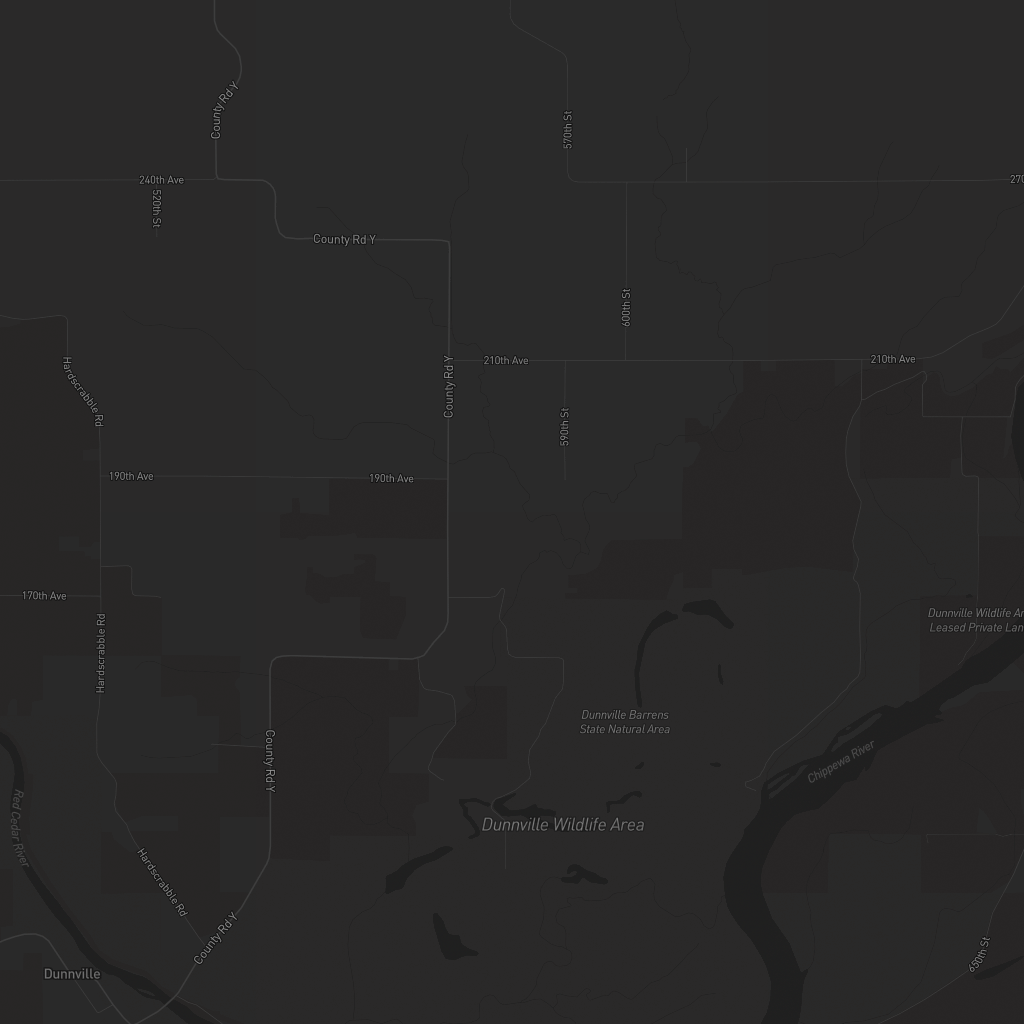 County Rd Y
570th St
240th Ave
270
520th St
County Rd Y
600th St
Hardscrabble Rd
County Rd Y
210th Ave
210th Ave
590th St
190th Ave
190th Ave
170th Ave
Hardscrabble Rd
Dunnville Wildlife Ar
Leased Private Lan
Dunnville Barrens
State Natural Area
County Rd Y
Chippewa River
Red Cedar River
Dunnville Wildlife Area
Hardscrabble Rd
County Rd Y
650th St
Dunnville